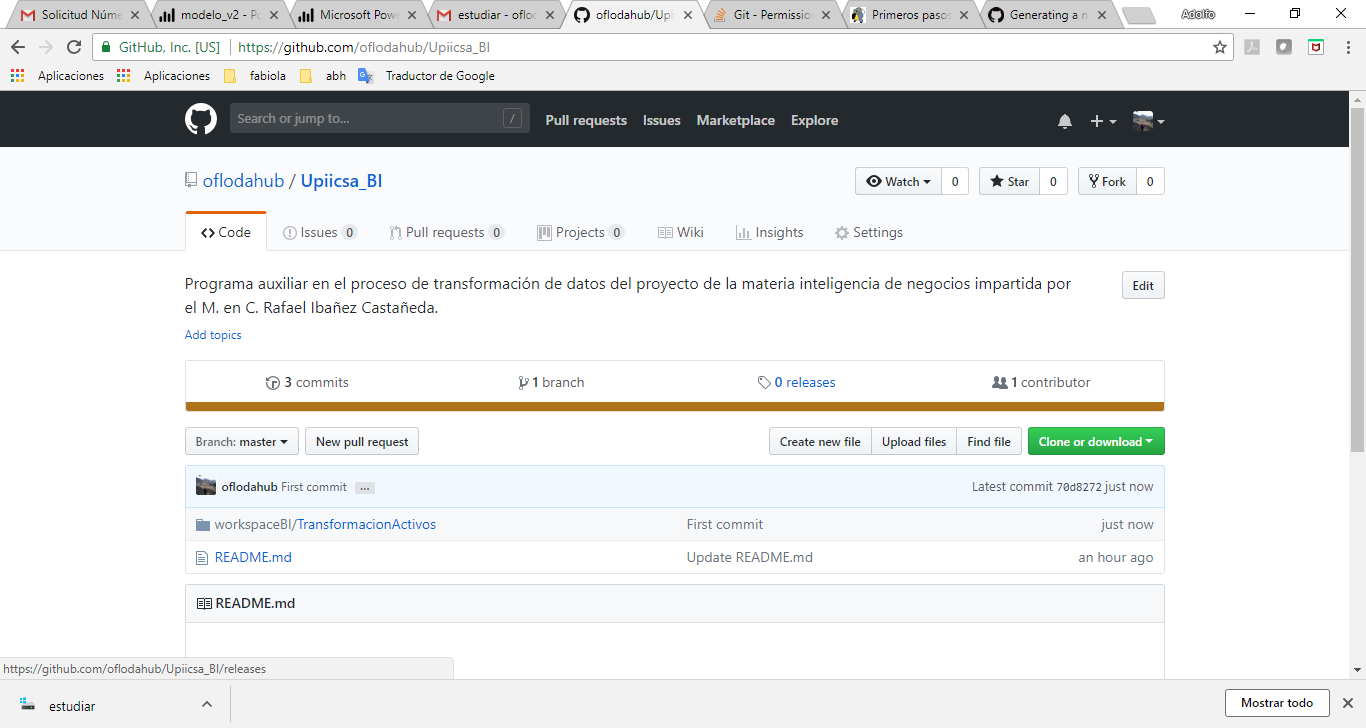 Solicitud Núme modelo_v2 - Po Microsoft Powe estudiar - ofloc oflodahub/Upii Git - Permissio Primeros pasos Generating a n Adolfo
GitHub, Inc. [US] https://github.com/oflodahub/Upiicsa_BI
Aplicaciones Aplicaciones fabiola abh Traductor de Google
Search or jump to... / Pull requests Issues Marketplace Explore
oflodahub / Upiicsa_BI Watch 0 Star 0 Fork 0
Code Issues 0 Pull requests 0 Projects 0 Wiki Insights Settings
Programa auxiliar en el proceso de transformación de datos del proyecto de la materia inteligencia de negocios impartida por
el M. en C. Rafael Ibañez Castañeda.
Edit
Add topics
3 commits 1 branch 0 releases 1 contributor
Branch: master New pull request Create new file Upload files Find file Clone or download
oflodahub First commit ... Latest commit 70d8272 just now
workspaceBI/TransformacionActivos First commit just now
README.md Update README.md an hour ago
README.md
https://github.com/oflodahub/Upiicsa_BI/releases
estudiar Mostrar todo